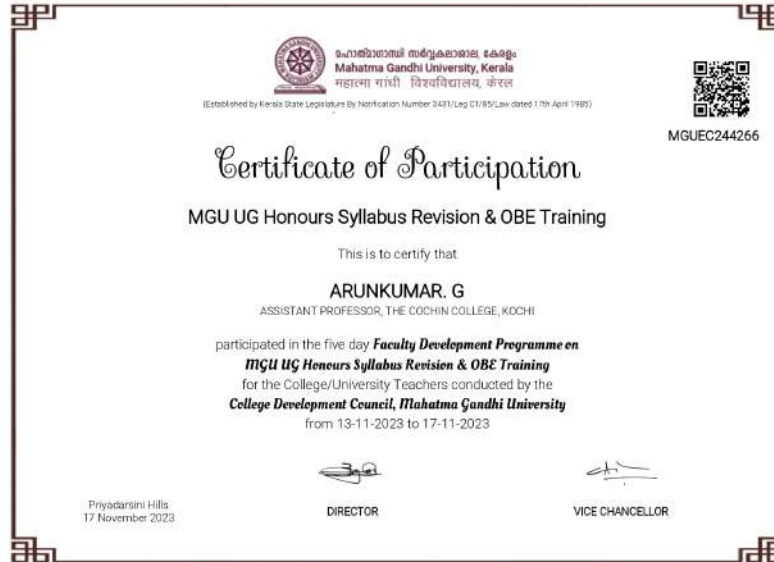 മഹാത്മാഗാന്ധി സർവ്വകലാശാല, കേരളം
Mahatma Gandhi University, Kerala
महात्मा गांधी विश्वविद्यालय, केरल
(Established by Kerala State Legislature By Notification Number 3431/Leg C1/85/Law dated 17th April 1985)
MGUEC244266
Certificate of Participation
MGU UG Honours Syllabus Revision & OBE Training
This is to certify that
ARUNKUMAR. G
ASSISTANT PROFESSOR, THE COCHIN COLLEGE, KOCHI
participated in the five day Faculty Development Programme on
MGU UG Honours Syllabus Revision & OBE Training
for the College/University Teachers conducted by the
College Development Council, Mahatma Gandhi University
from 13-11-2023 to 17-11-2023
Priyadarsini Hills
17 November 2023
DIRECTOR
VICE CHANCELLOR